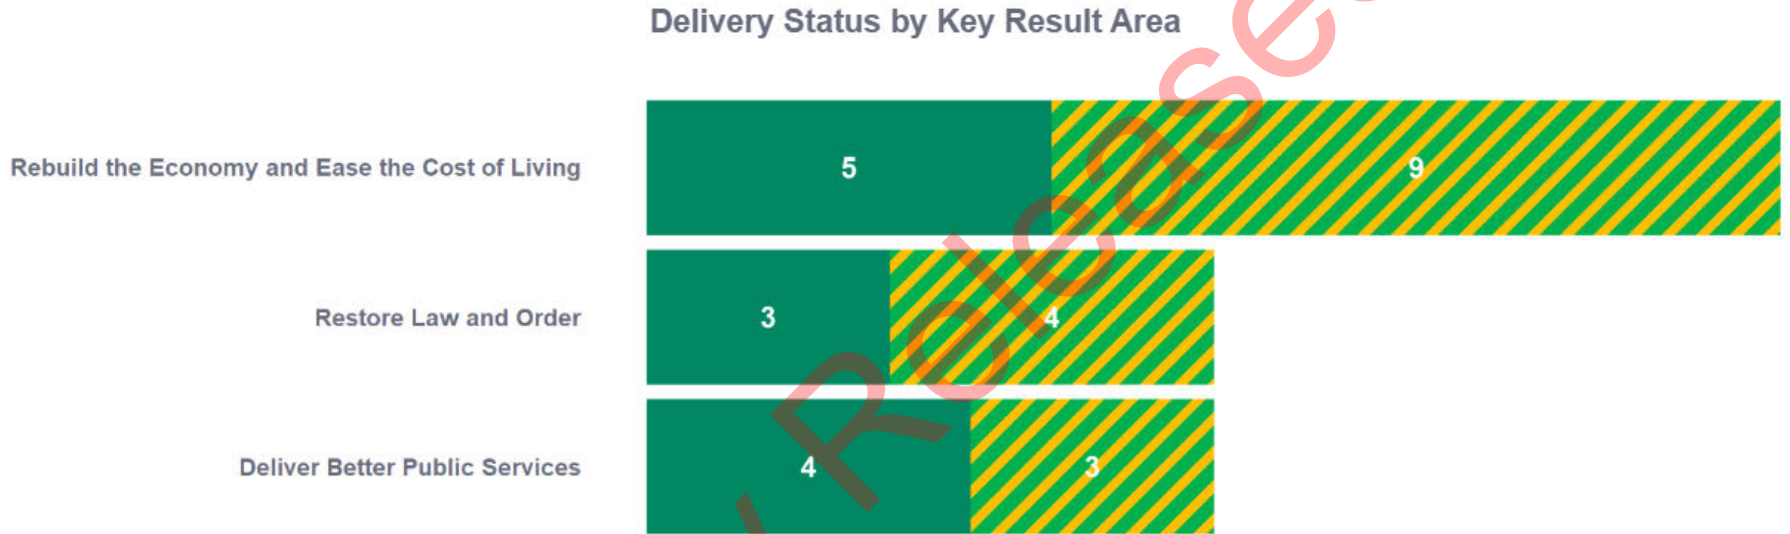 Delivery Status by Key Result Area
Rebuild the Economy and Ease the Cost of Living
5
9
Restore Law and Order
3
4
Deliver Better Public Services
4
3